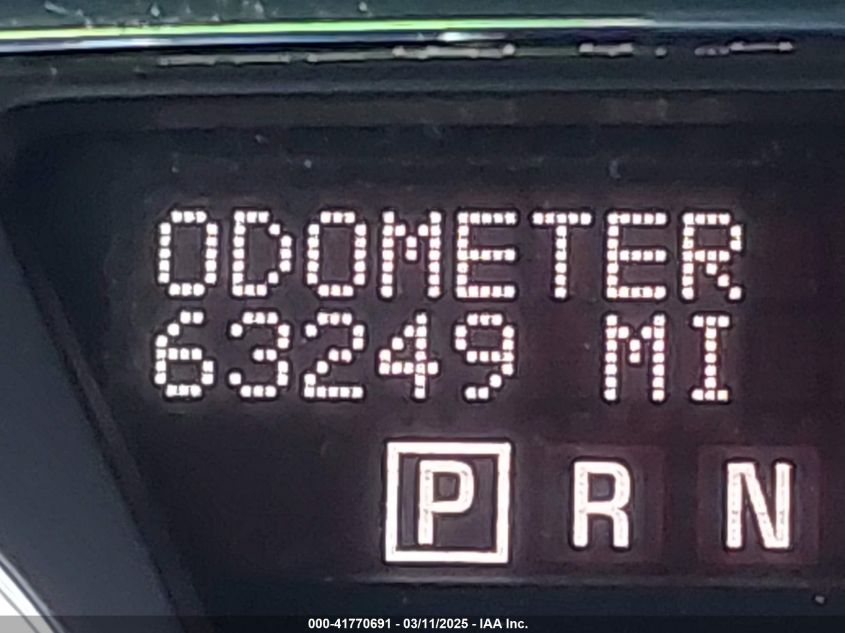 ODOMETER
63249 MI
P R N
000-41770691 - 03/11/2025 - IAA Inc.